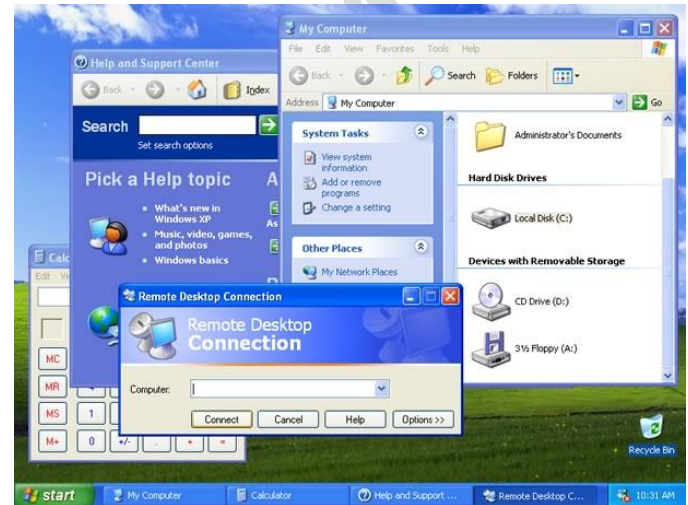 My Computer
File Edit View Favorites Tools Help
Back Search Folders
Address My Computer Go
System Tasks
View system
information
Add or remove
programs
Change a setting
Other Places
My Network Places
Administrator's Documents
Hard Disk Drives
Local Disk (C:)
Devices with Removable Storage
CD Drive (D:)
3½ Floppy (A:)
Help and Support Center
Back Index
Search
Set search options
Pick a Help topic
What's new in
Windows XP
Music, video, games,
and photos
Windows basics
A
As
Calc
Edit
MC
MR
MS 1
M+ 0 +/- . + =
Remote Desktop Connection
Remote Desktop
Connection
Computer:
Connect Cancel Help Options >>
Recycle Bin
start My Computer Calculator Help and Support ... Remote Desktop C... 10:31 AM